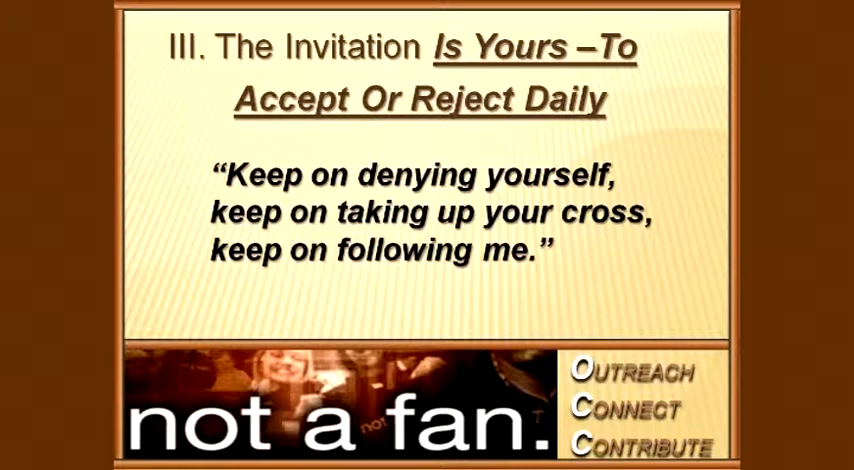 III. The Invitation Is Yours –To
Accept Or Reject Daily
“Keep on denying yourself,
keep on taking up your cross,
keep on following me.”
not a fan.
not
OUTREACH
CONNECT
CONTRIBUTE